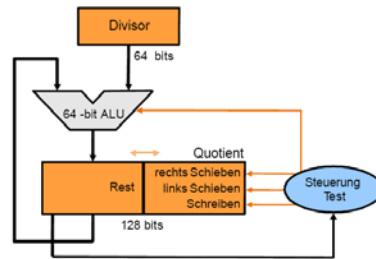 Divisor
64 bits
64 -bit ALU
Quotient
Rest
rechts Schieben
links Schieben
Schreiben
Steuerung
Test
128 bits